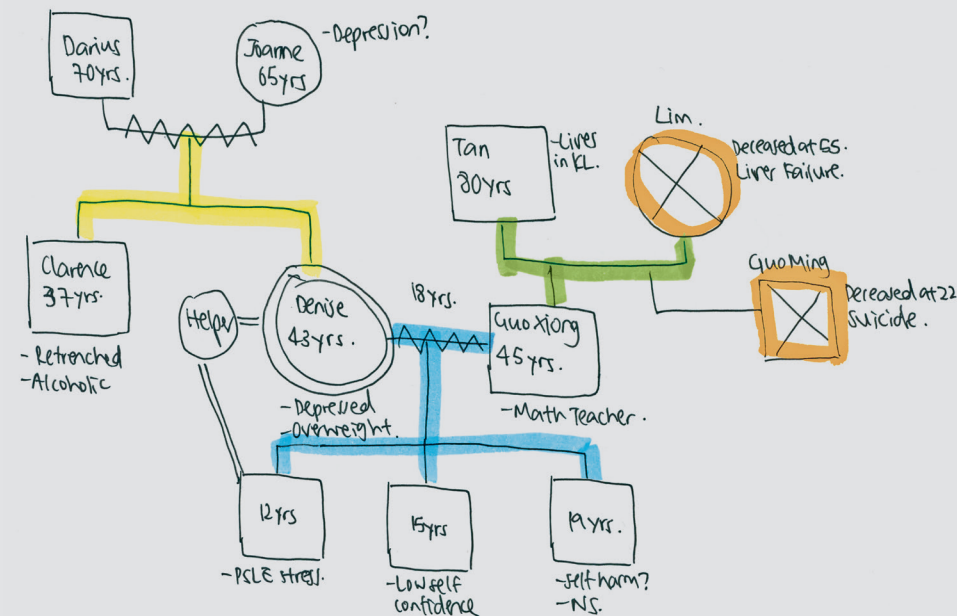 Darius
70yrs.
Joanne
65yrs
-Depression?
Tan
80yrs
-Lives
in KL.
Lim.
Deceased at 65.
Liver Failure.
Clarence
37yrs.
-Retrenched
-Alcoholic
Helper
Denise
43yrs.
-Depressed
-Overweight.
18yrs.
GuoXiong
45yrs.
-Math Teacher.
GuoMing
Deceased at 22
suicide.
12yrs
-PSLE stress.
15yrs
-Low self
confidence
19yrs.
-self harm?
-NS.